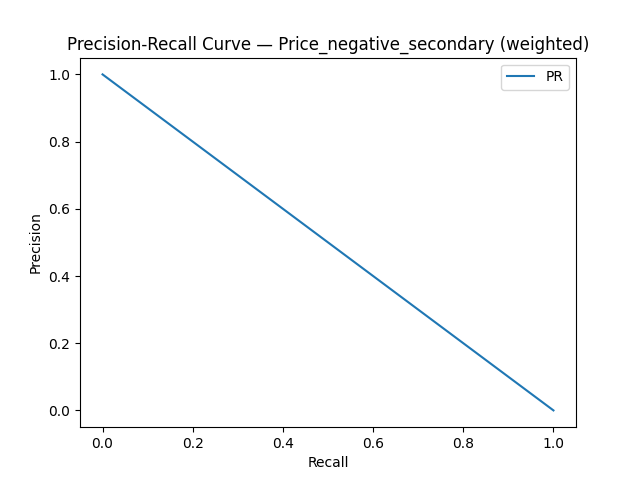 Precision-Recall Curve — Price_negative_secondary (weighted)
PR
1.0
0.8
0.6
0.4
0.2
0.0
Precision
0.0 0.2 0.4 0.6 0.8 1.0
Recall